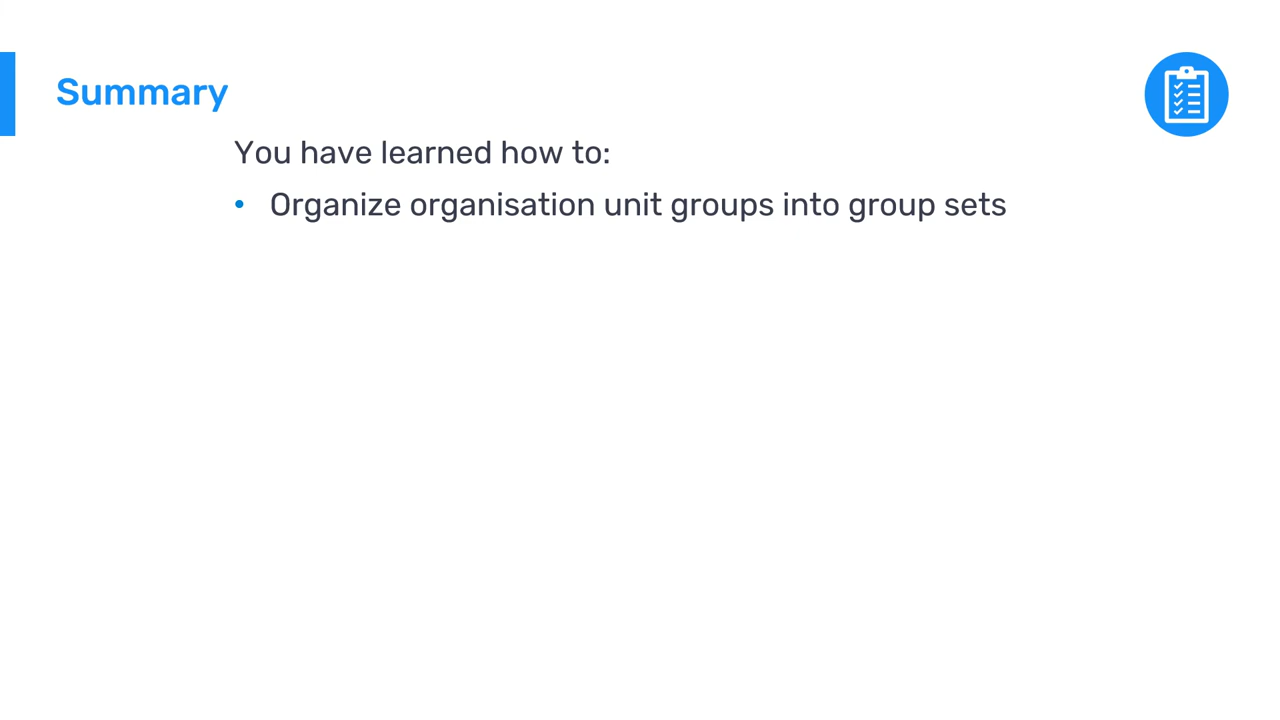 Summary
You have learned how to:
• Organize organisation unit groups into group sets